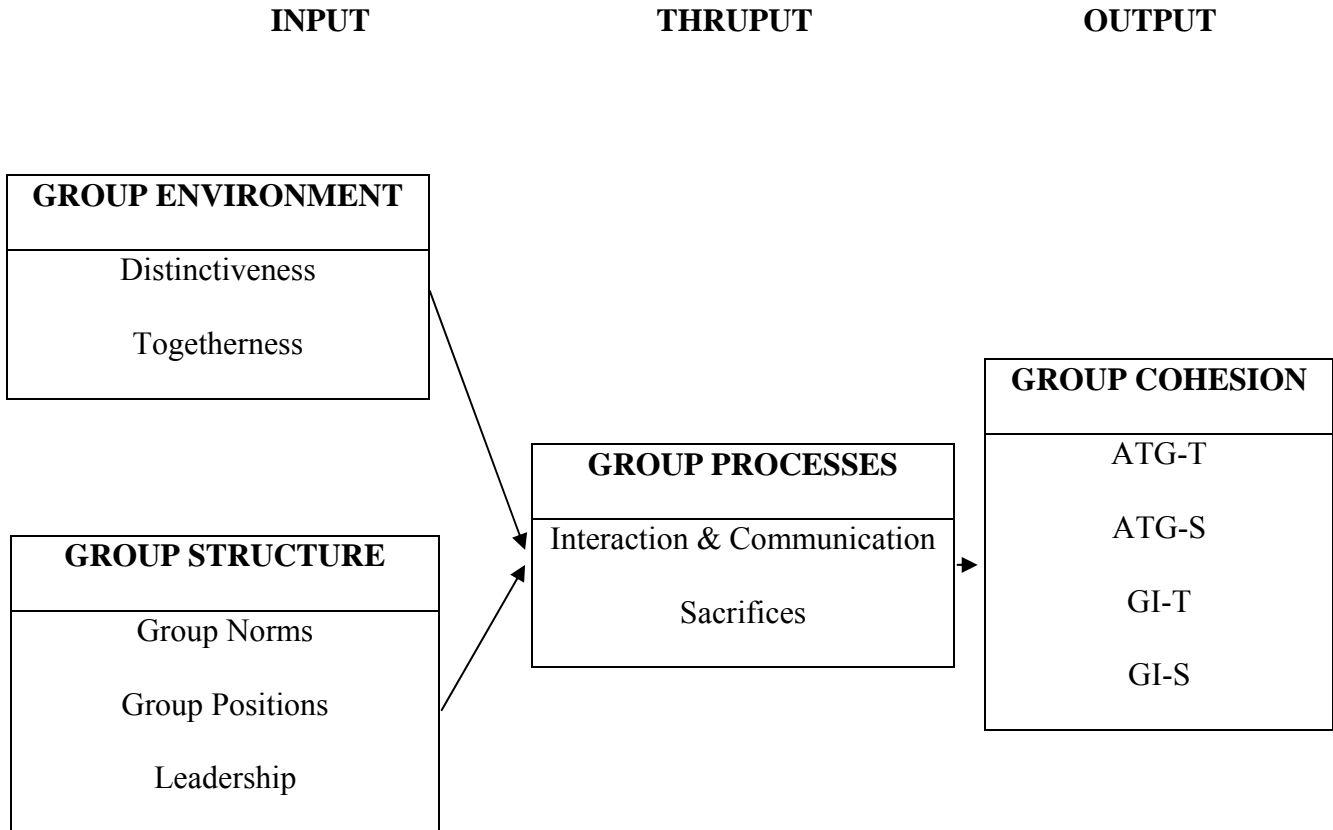 INPUT THRUPUT OUTPUT
GROUP ENVIRONMENT
Distinctiveness
Togetherness
GROUP STRUCTURE
Group Norms
Group Positions
Leadership
GROUP PROCESSES
Interaction & Communication
Sacrifices
GROUP COHESION
ATG-T
ATG-S
GI-T
GI-S